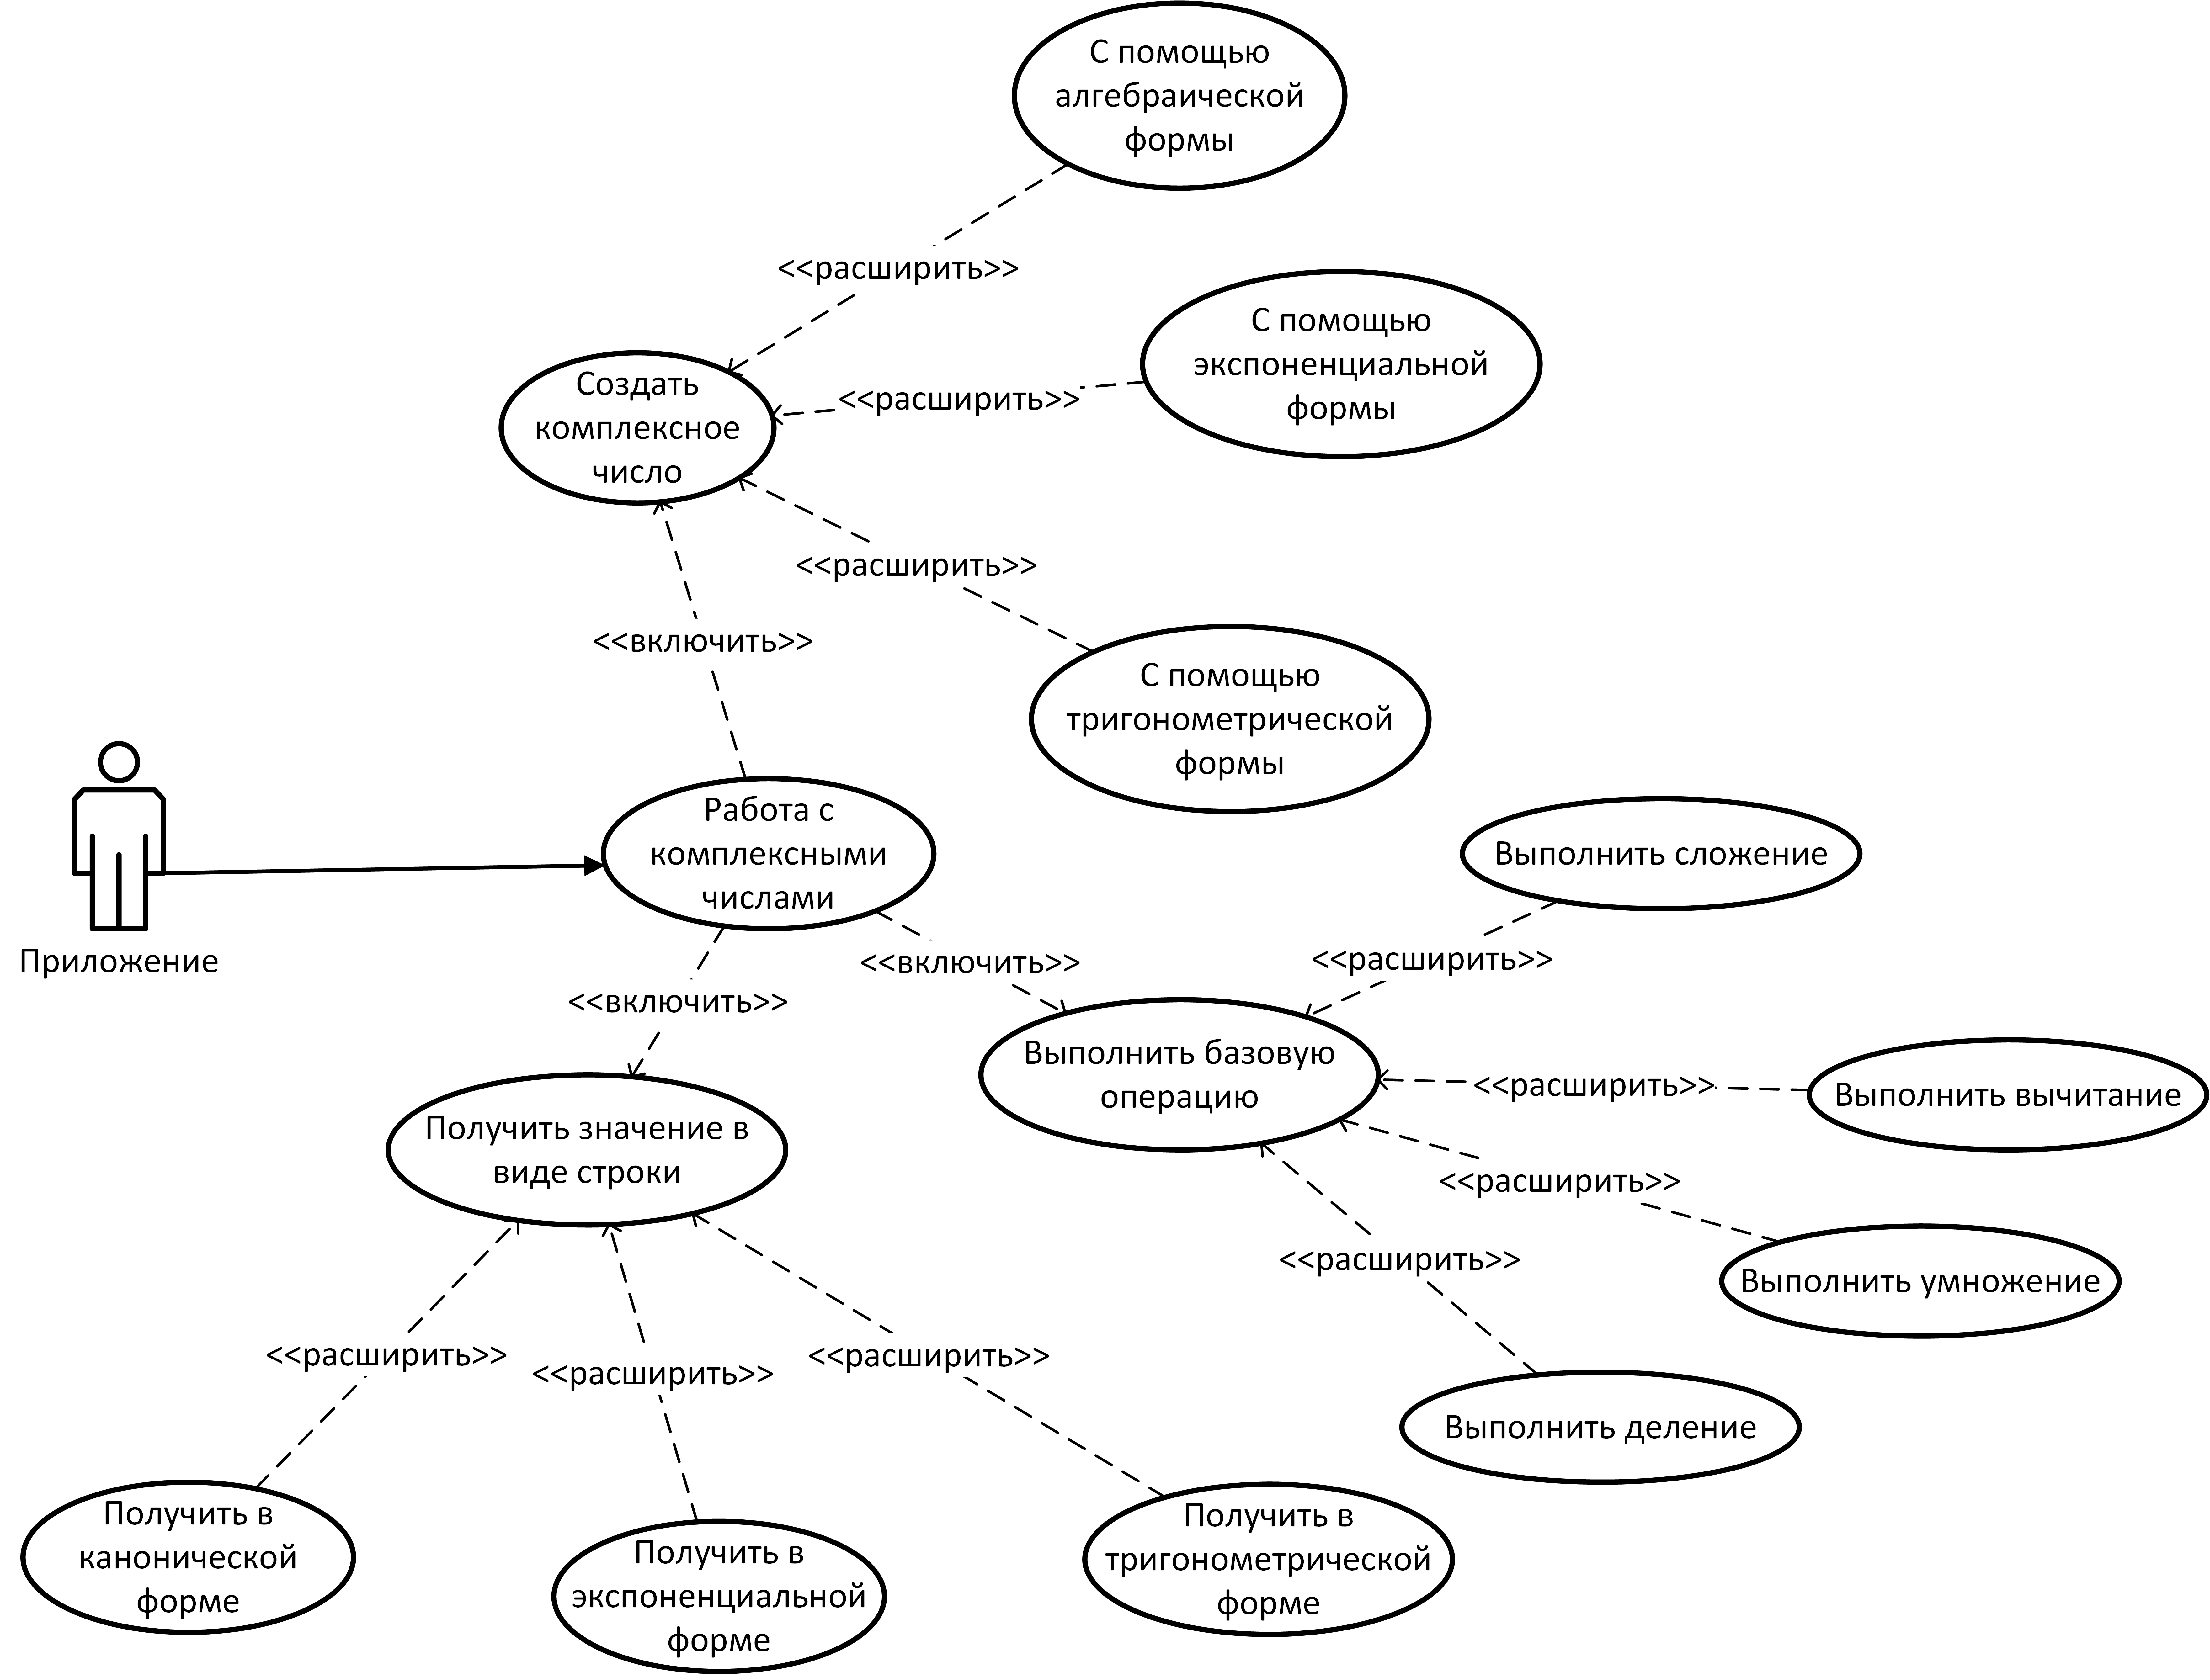 С помощью
алгебраической
формы
<<расширить>>
С помощью
экспоненциальной
формы
<<расширить>>
Создать
комплексное
число
<<расширить>>
<<включить>>
С помощью
тригонометрической
формы
Работа с
комплексными
числами
Приложение
Выполнить сложение
<<включить>>
<<расширить>>
<<включить>>
Выполнить базовую
операцию
<<расширить>>
Выполнить вычитание
Получить значение в
виде строки
<<расширить>>
<<расширить>>
Выполнить умножение
<<расширить>>
<<расширить>>
<<расширить>>
Выполнить деление
Получить в
канонической
форме
Получить в
экспоненциальной
форме
Получить в
тригонометрической
форме